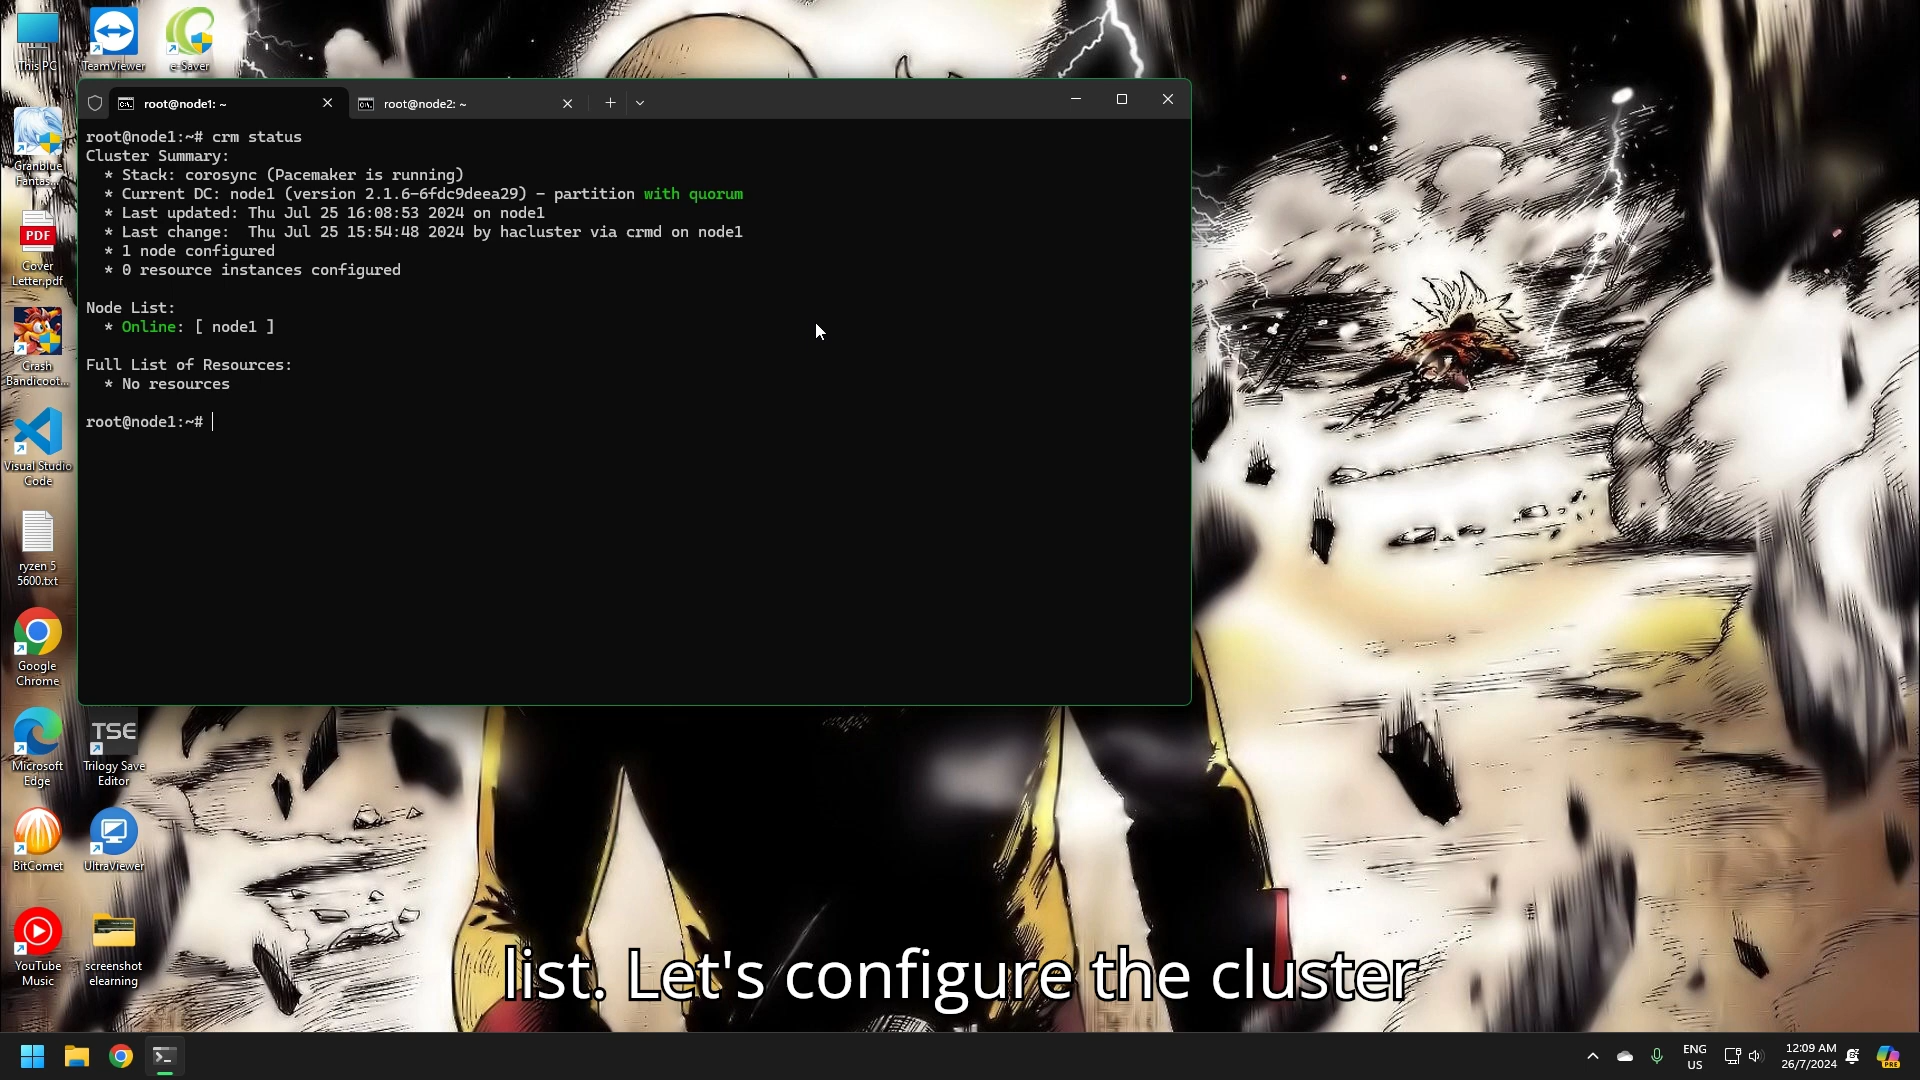 This PC
TeamViewer
e-Saver
root@node1: ~
root@node2: ~
root@node1:~# crm status
Cluster Summary:
* Stack: corosync (Pacemaker is running)
* Current DC: node1 (version 2.1.6-6fdc9deea29) - partition with quorum
* Last updated: Thu Jul 25 16:08:53 2024 on node1
* Last change:  Thu Jul 25 15:54:48 2024 by hacluster via crmd on node1
* 1 node configured
* 0 resource instances configured
Node List:
* Online: [ node1 ]
Full List of Resources:
* No resources
root@node1:~#
Granblue
Fantas...
PDF
Cover
Letter.pdf
Crash
Bandicoot...
Visual Studio
Code
ryzen 5
5600.txt
Google
Chrome
Microsoft
Edge
TSE
Trilogy Save
Editor
BitComet
UltraViewer
YouTube
Music
screenshot
elearning
list. Let's configure the cluster
ENG
US
12:09 AM
26/7/2024
PRE